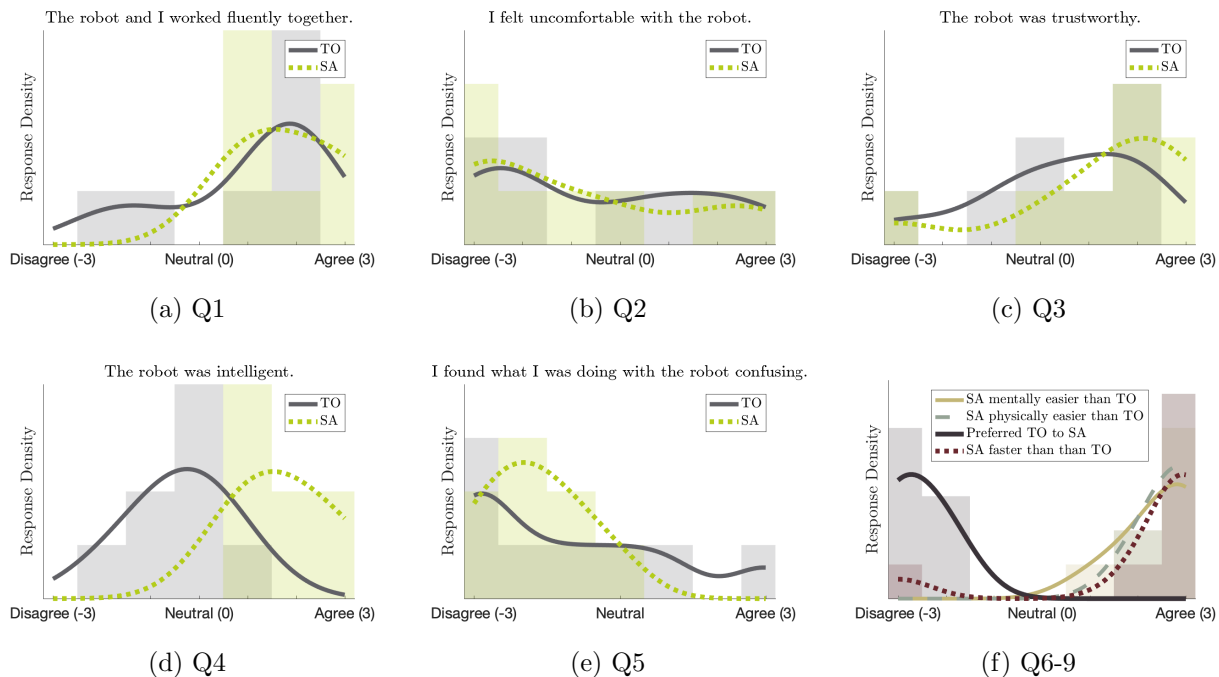 The robot and I worked fluently together.
TO
SA
Response Density
Disagree (-3) Neutral (0) Agree (3)
(a) Q1
I felt uncomfortable with the robot.
TO
SA
Response Density
Disagree (-3) Neutral (0) Agree (3)
(b) Q2
The robot was trustworthy.
TO
SA
Response Density
Disagree (-3) Neutral (0) Agree (3)
(c) Q3
The robot was intelligent.
TO
SA
Response Density
Disagree (-3) Neutral (0) Agree (3)
(d) Q4
I found what I was doing with the robot confusing.
TO
SA
Response Density
Disagree (-3) Neutral Agree (3)
(e) Q5
SA mentally easier than TO
SA physically easier than TO
Preferred TO to SA
SA faster than than TO
Response Density
Disagree (-3) Neutral (0) Agree (3)
(f) Q6-9